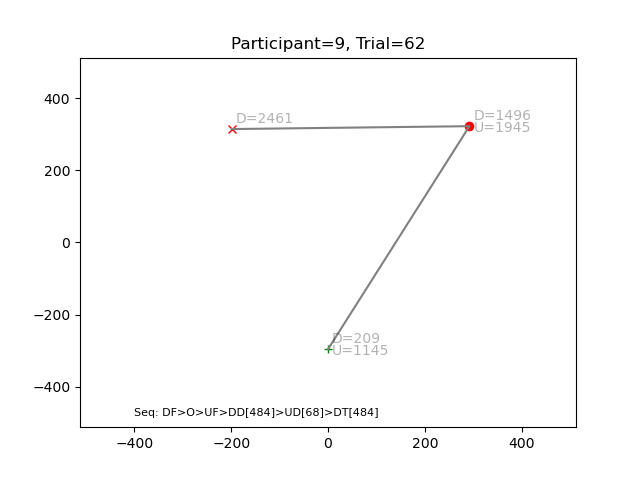 Participant=9, Trial=62
400
200
0
−200
−400
D=2461
D=1496
U=1945
D=209
U=1145
Seq: DF>O>UF>DD[484]>UD[68]>DT[484]
−400
−200
0
200
400